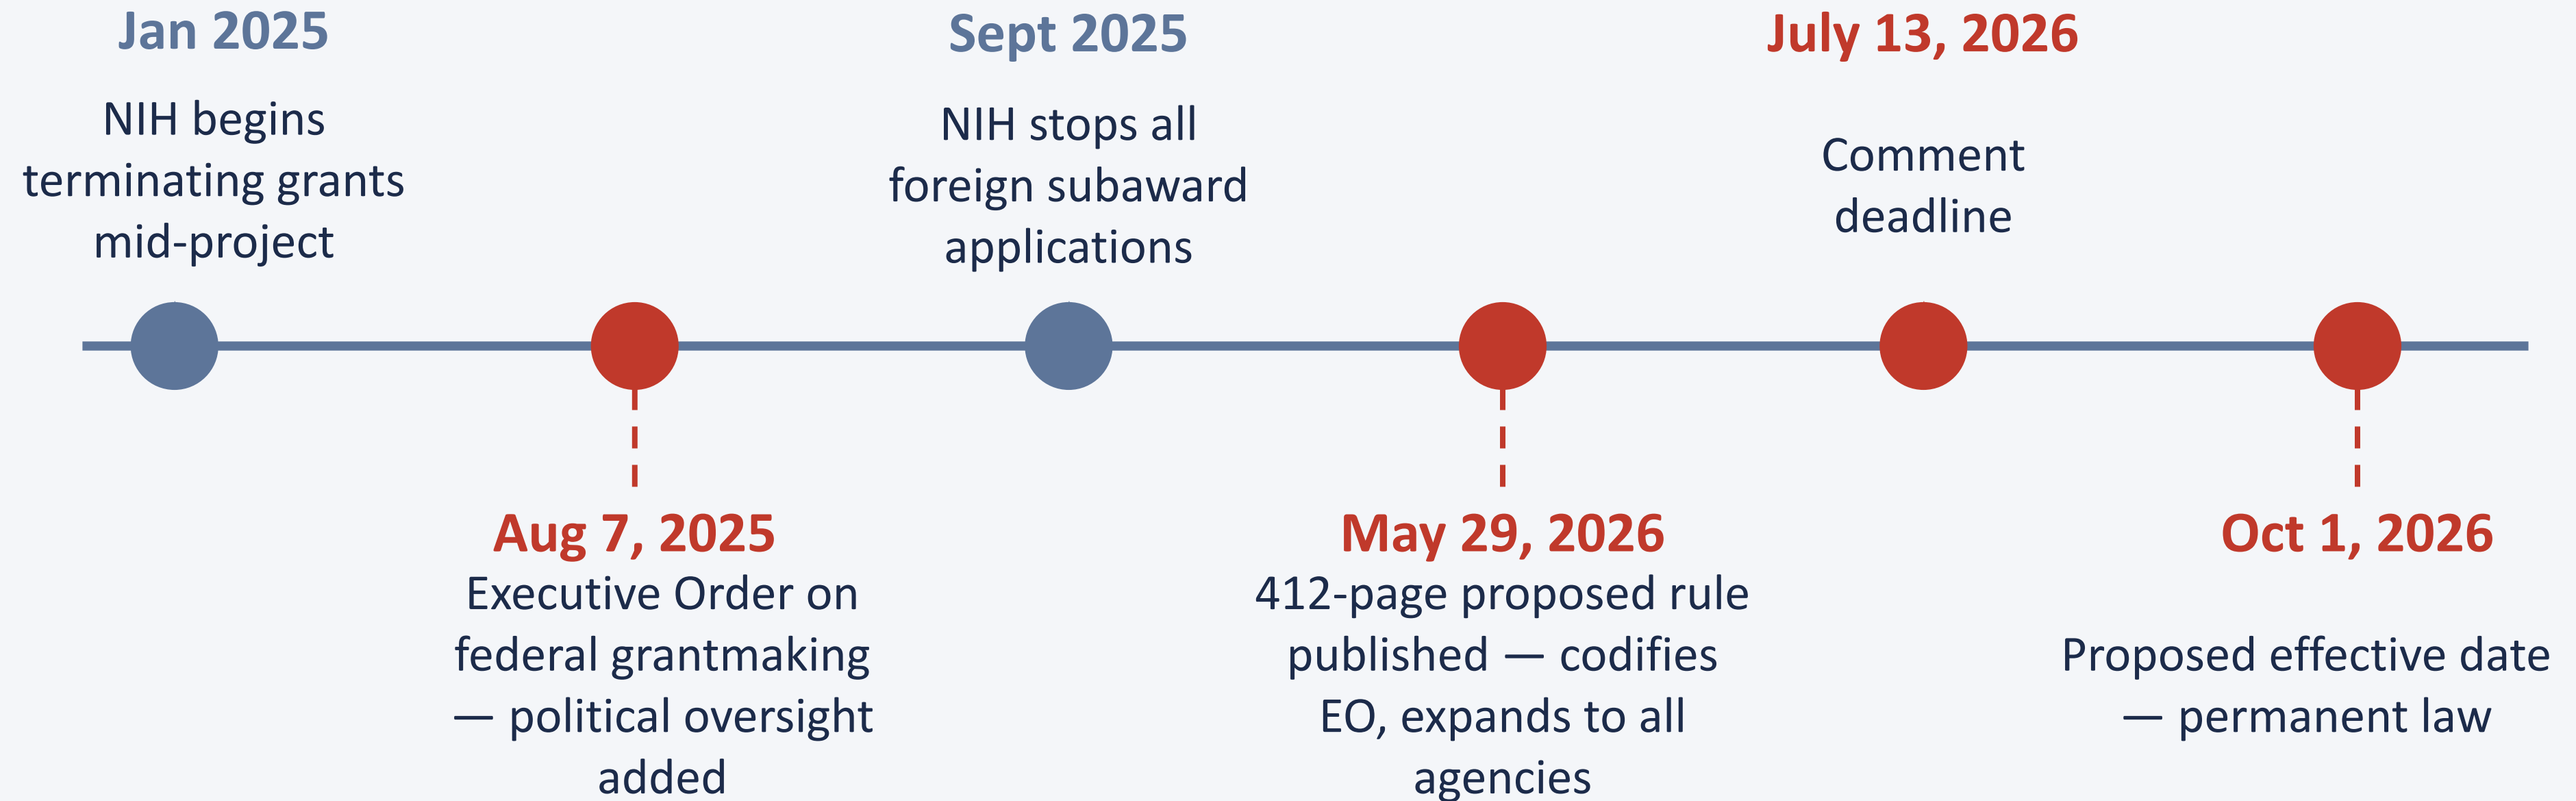 Jan 2025
NIH begins
terminating grants
mid-project
Aug 7, 2025
Executive Order on
federal grantmaking
— political oversight
added
Sept 2025
NIH stops all
foreign subaward
applications
May 29, 2026
412-page proposed rule
published — codifies
EO, expands to all
agencies
July 13, 2026
Comment
deadline
Oct 1, 2026
Proposed effective date
— permanent law